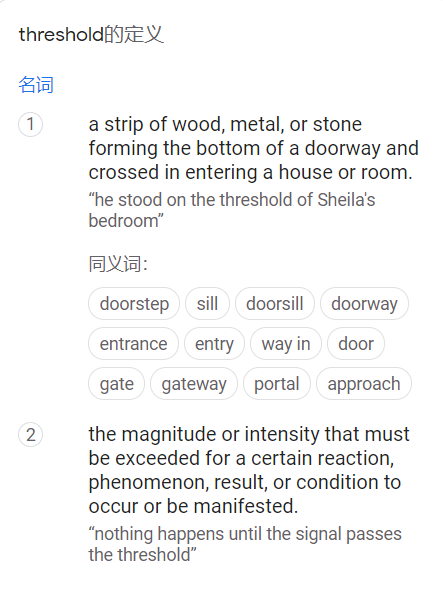 threshold的定义
名词
1
a strip of wood, metal, or stone
forming the bottom of a doorway and
crossed in entering a house or room.
“he stood on the threshold of Sheila's
bedroom”
同义词：
doorstep sill doorsill doorway
entrance entry way in door
gate gateway portal approach
2
the magnitude or intensity that must
be exceeded for a certain reaction,
phenomenon, result, or condition to
occur or be manifested.
“nothing happens until the signal passes
the threshold”